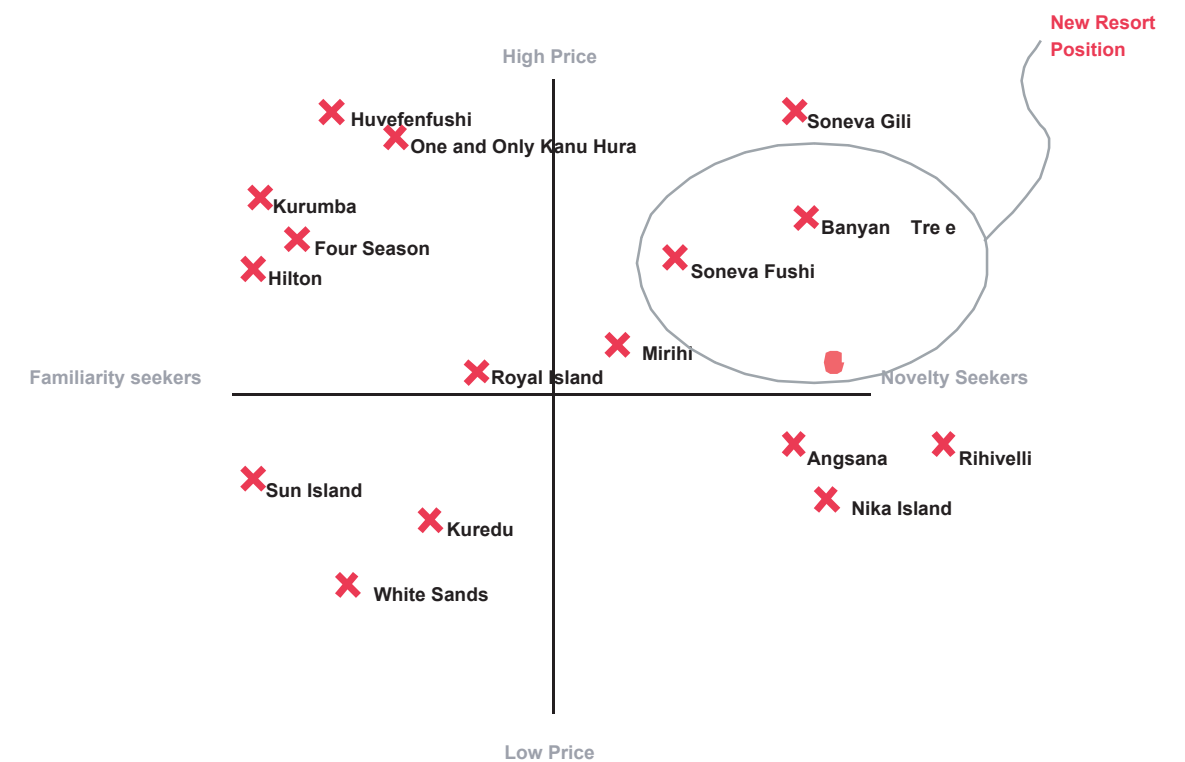 New Resort
Position
High Price
Huvefenfushi
Soneva Gili
One and Only Kanu Hura
Kurumba
Banyan Tre e
Four Season
Soneva Fushi
Hilton
Mirihi
Familiarity seekers
Royal Island
Novelty Seekers
Angsana
Rihivelli
Sun Island
Nika Island
Kuredu
White Sands
Low Price